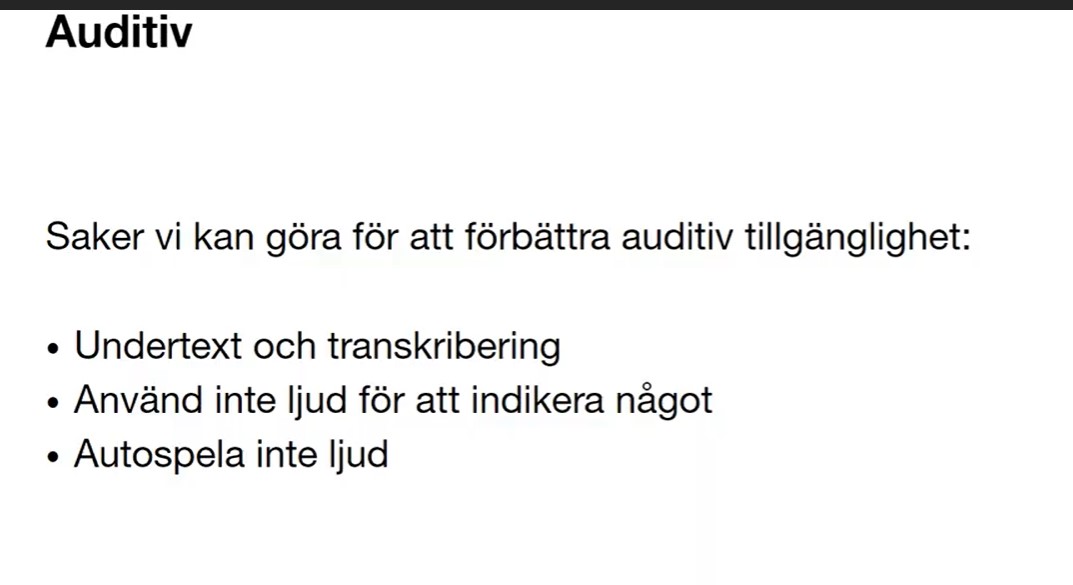 Auditiv
Saker vi kan göra för att förbättra auditiv tillgänglighet:
• Undertext och transkribering
• Använd inte ljud för att indikera något
• Autospela inte ljud